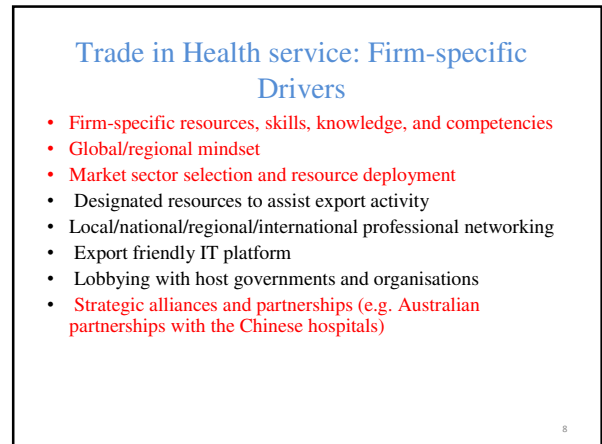 Trade in Health service: Firm-specific
Drivers
• Firm-specific resources, skills, knowledge, and competencies
• Global/regional mindset
• Market sector selection and resource deployment
• Designated resources to assist export activity
• Local/national/regional/international professional networking
• Export friendly IT platform
• Lobbying with host governments and organisations
• Strategic alliances and partnerships (e.g. Australian
partnerships with the Chinese hospitals)
8